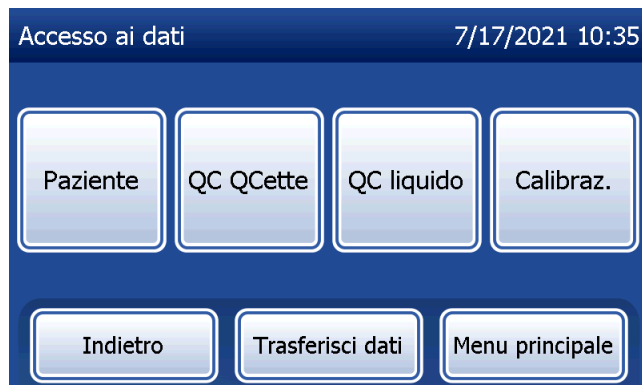 Accesso ai dati 7/17/2021 10:35
Paziente QC QCette QC liquido Calibraz.
Indietro Trasferisci dati Menu principale